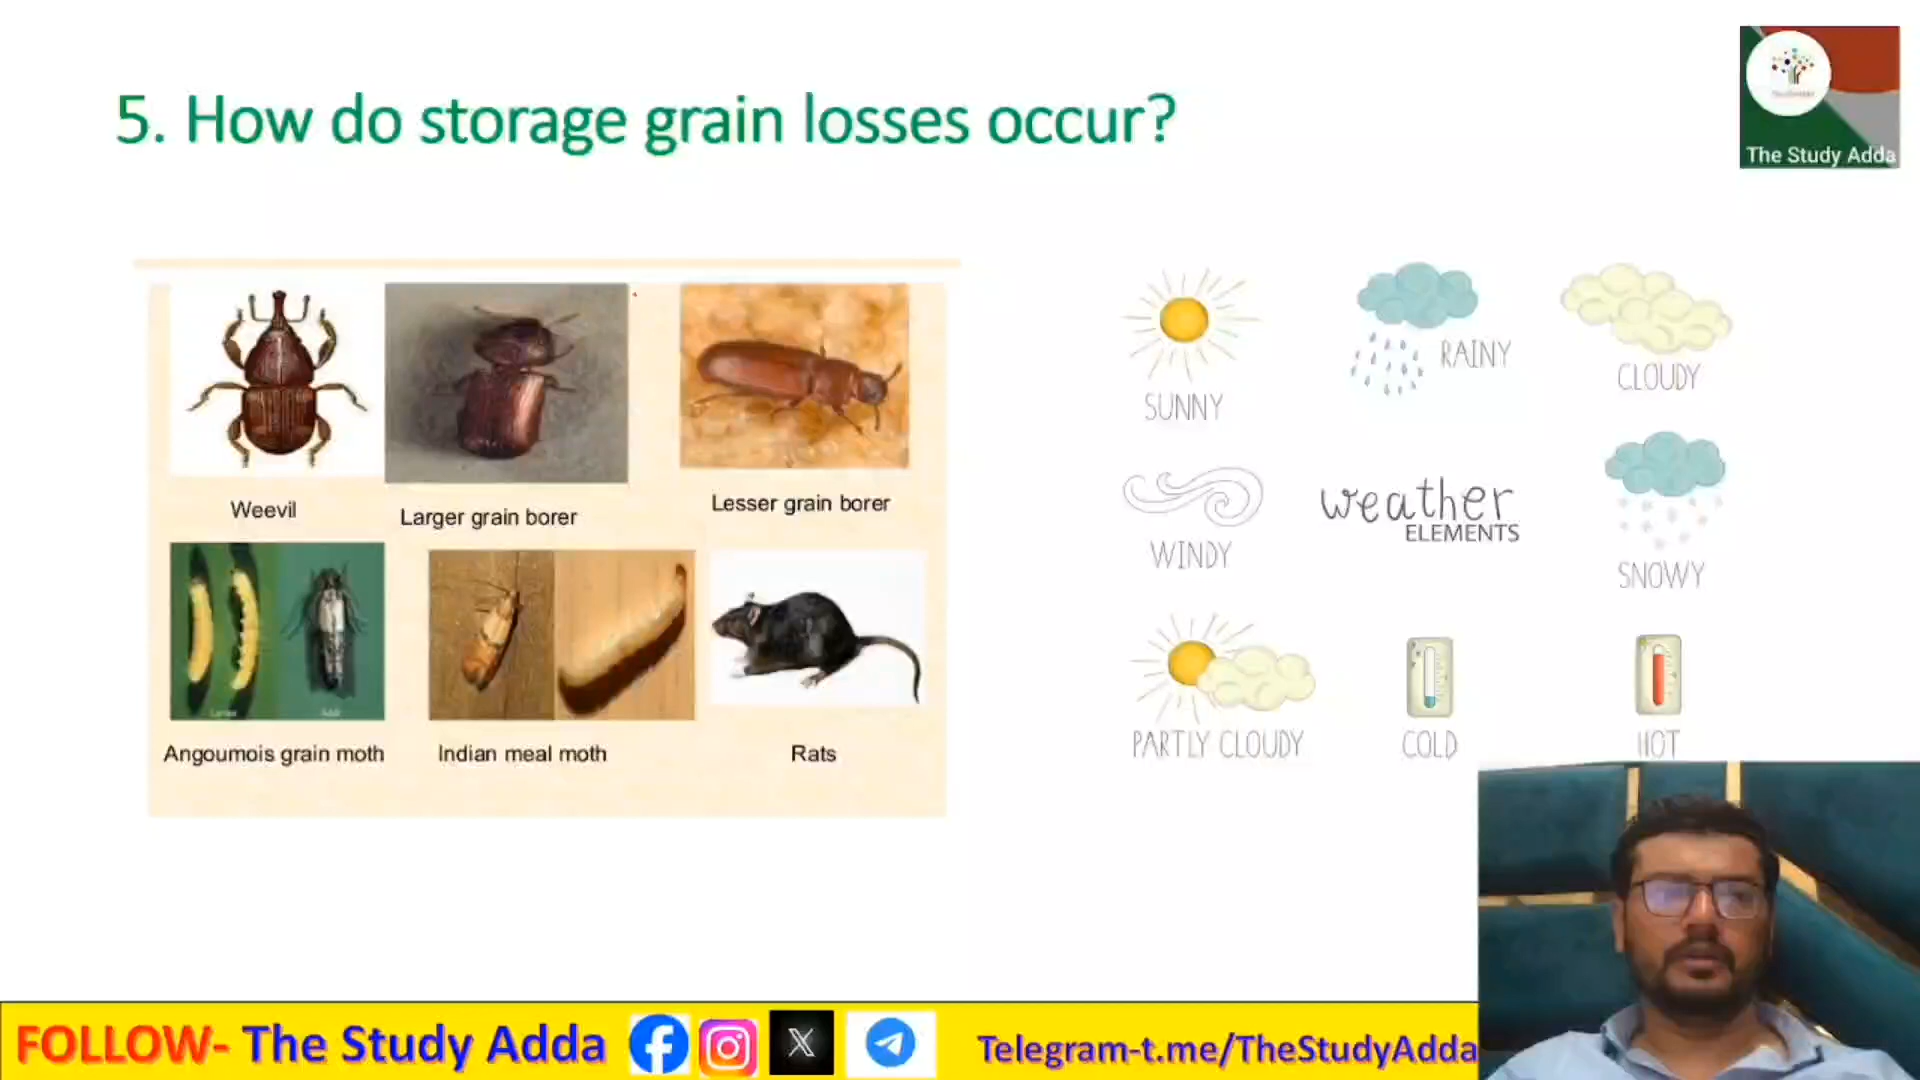 5. How do storage grain losses occur?
The Study Adda
Weevil
Larger grain borer
Lesser grain borer
Angoumois grain moth
Indian meal moth
Rats
SUNNY
RAINY
CLOUDY
WINDY
weather
ELEMENTS
SNOWY
PARTLY CLOUDY
COLD
HOT
FOLLOW- The Study Adda
Telegram-t.me/TheStudyAdda